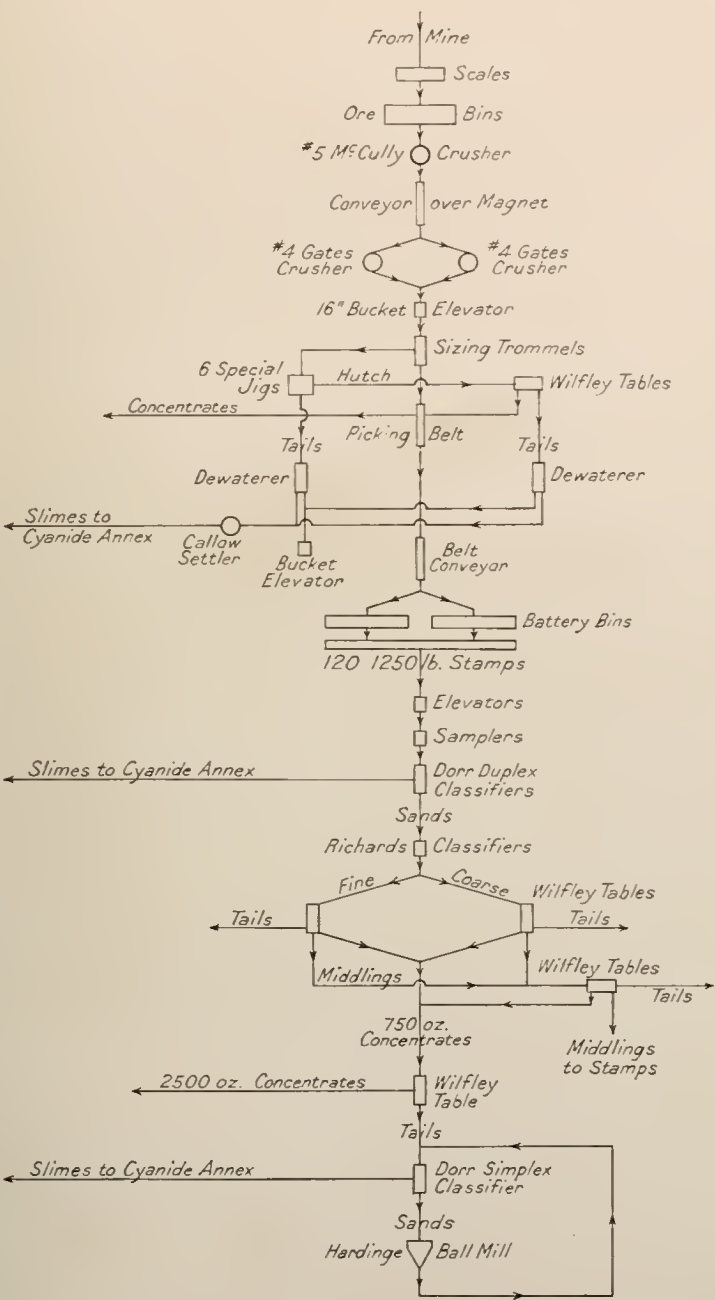 From Mine
Scales
Ore Bins
#5 McCully Crusher
Conveyor over Magnet
#4 Gates
Crusher
#4 Gates
Crusher
16" Bucket Elevator
Sizing Trommels
6 Special
Jigs
Hutch
Wilfley Tables
Concentrates
Picking Belt
Tails
Tails
Dewaterer
Dewaterer
Slimes to
Cyanide Annex
Callow
Settler
Bucket
Elevator
Belt
Conveyor
Battery Bins
120 1250 lb. Stamps
Elevators
Samplers
Slimes to Cyanide Annex
Dorr Duplex
Classifiers
Sands
Richards Classifiers
Fine
Coarse
Wilfley Tables
Tails
Tails
Middlings
Wilfley Tables
Tails
750 oz.
Concentrates
Middlings
to Stamps
2500 oz. Concentrates
Wilfley
Table
Tails
Slimes to Cyanide Annex
Dorr Simplex
Classifier
Sands
Hardinge Ball Mill